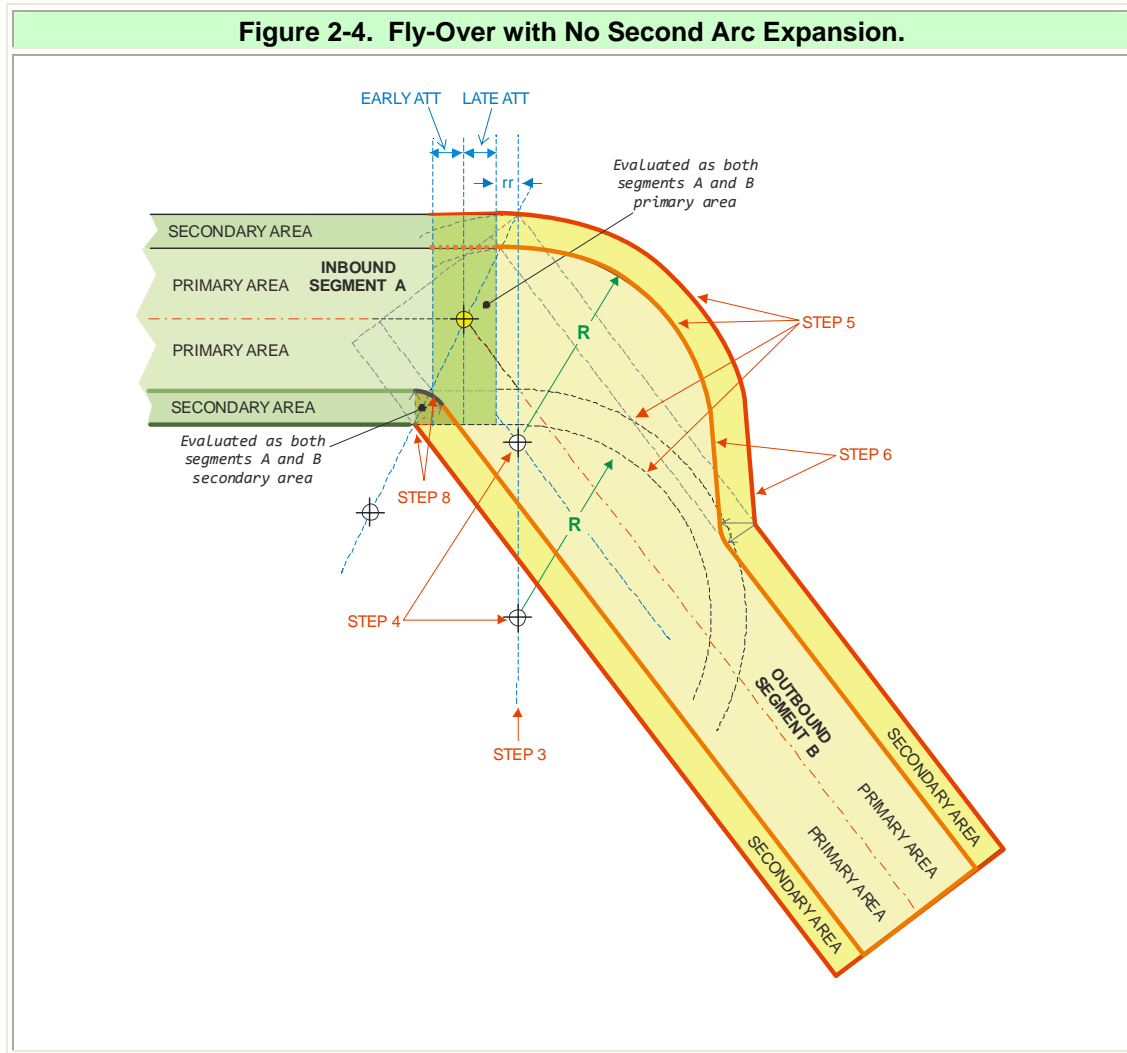 Figure 2-4. Fly-Over with No Second Arc Expansion.
EARLY ATT
LATE ATT
rr
Evaluated as both
segments A and B
primary area
SECONDARY AREA
INBOUND
SEGMENT A
PRIMARY AREA
PRIMARY AREA
SECONDARY AREA
Evaluated as both
segments A and B
secondary area
R
STEP 5
STEP 6
STEP 8
R
STEP 4
STEP 3
OUTBOUND
SEGMENT B
SECONDARY AREA
PRIMARY AREA
PRIMARY AREA
SECONDARY AREA